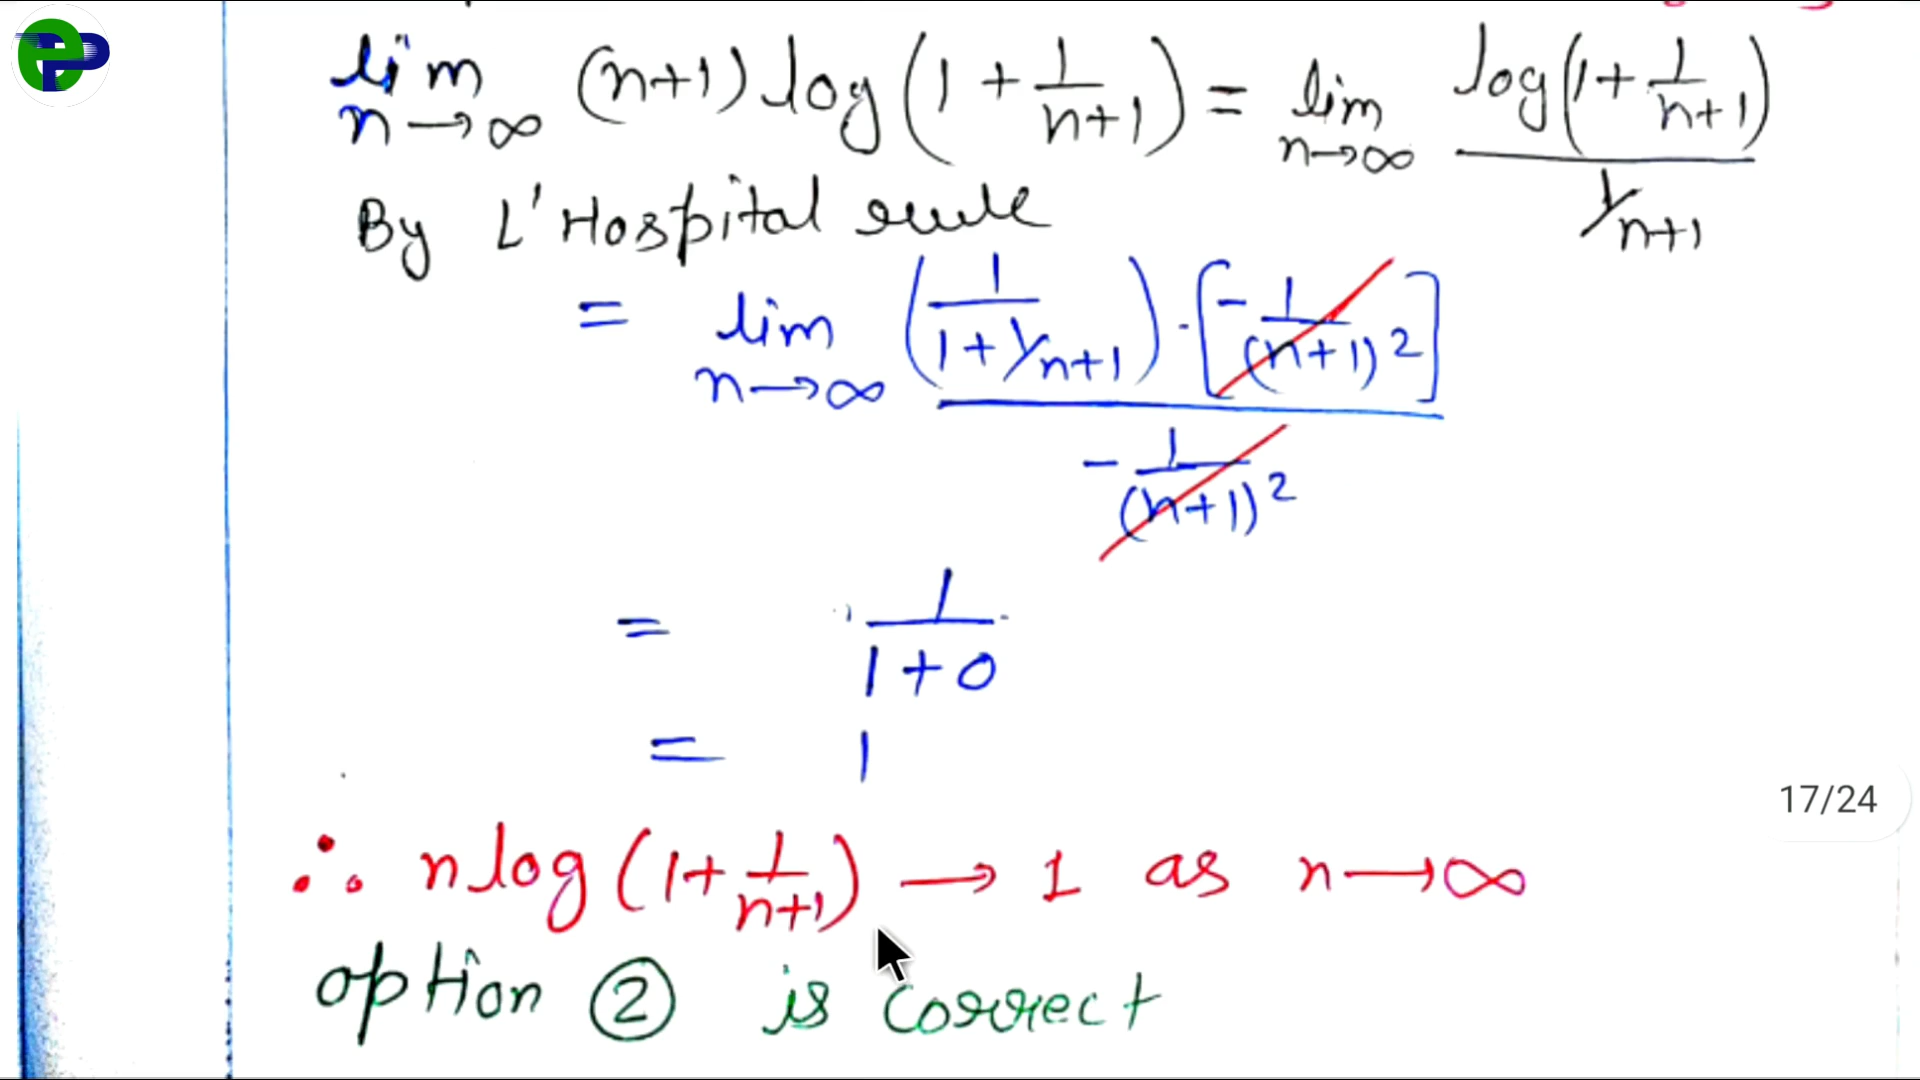 lim n→∞ (n+1) log(1 + 1/(n+1)) = lim n→∞ log(1 + 1/(n+1)) / (1/n+1)
By L'Hospital rule
= lim n→∞ (1/(1+1/n+1)) · [-1/(n+1)²] / -1/(n+1)²
= 1/(1+0)
= 1
17/24
∴ n log(1+ 1/(n+1)) → 1 as n→∞
option ② is correct